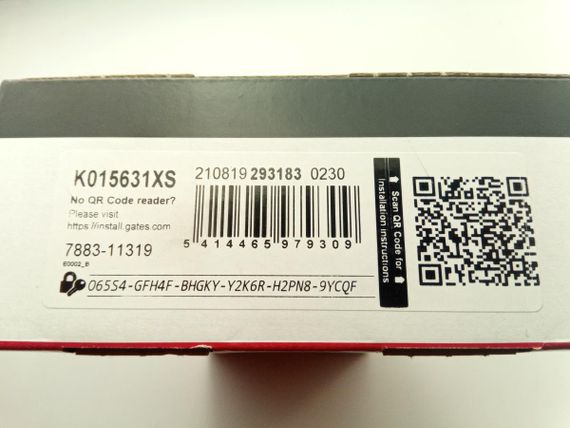 K015631XS
210819 293183 0230
No QR Code reader?
Please visit
https://install.gates.com
7883-11319
E0002_B
5 414465 979309
065S4-GFH4F-BHGKY-Y2K6R-H2PN8-9YCQF
Scan QR Code for
Installation instructions